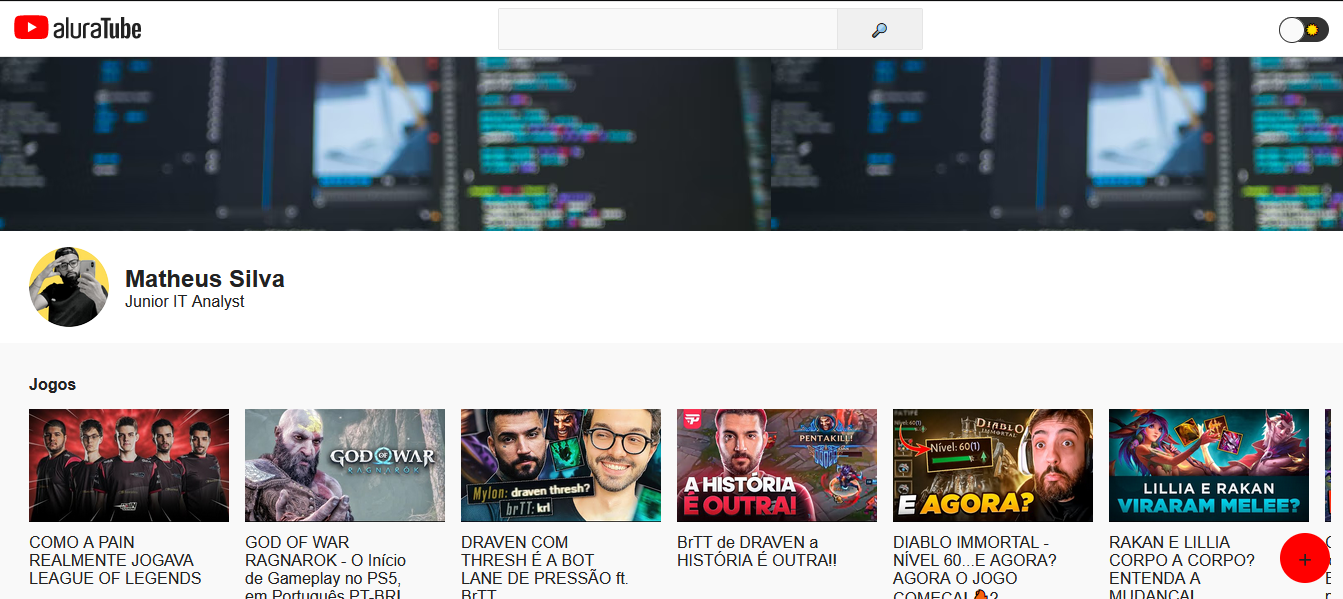 aluraTube
Matheus Silva
Junior IT Analyst
Jogos
GOD OF WAR
RAGNAROK
Mylon: draven thresh?
brTT: krl
PENTAKILL!
A HISTÓRIA
É OUTRA!
DIABLO
IMMORTAL
Nível: 60(1)
E AGORA?
LILLIA E RAKAN
VIRARAM MELEE?
COMO A PAIN
REALMENTE JOGAVA
LEAGUE OF LEGENDS
GOD OF WAR
RAGNAROK - O Início
de Gameplay no PS5,
em Português PT-BR!
DRAVEN COM
THRESH É A BOT
LANE DE PRESSÃO ft.
BrTT
BrTT de DRAVEN a
HISTÓRIA É OUTRA!!
DIABLO IMMORTAL -
NÍVEL 60...E AGORA?
AGORA O JOGO
COMEÇA!
RAKAN E LILLIA
CORPO A CORPO?
ENTENDA A
MUDANÇA!
+